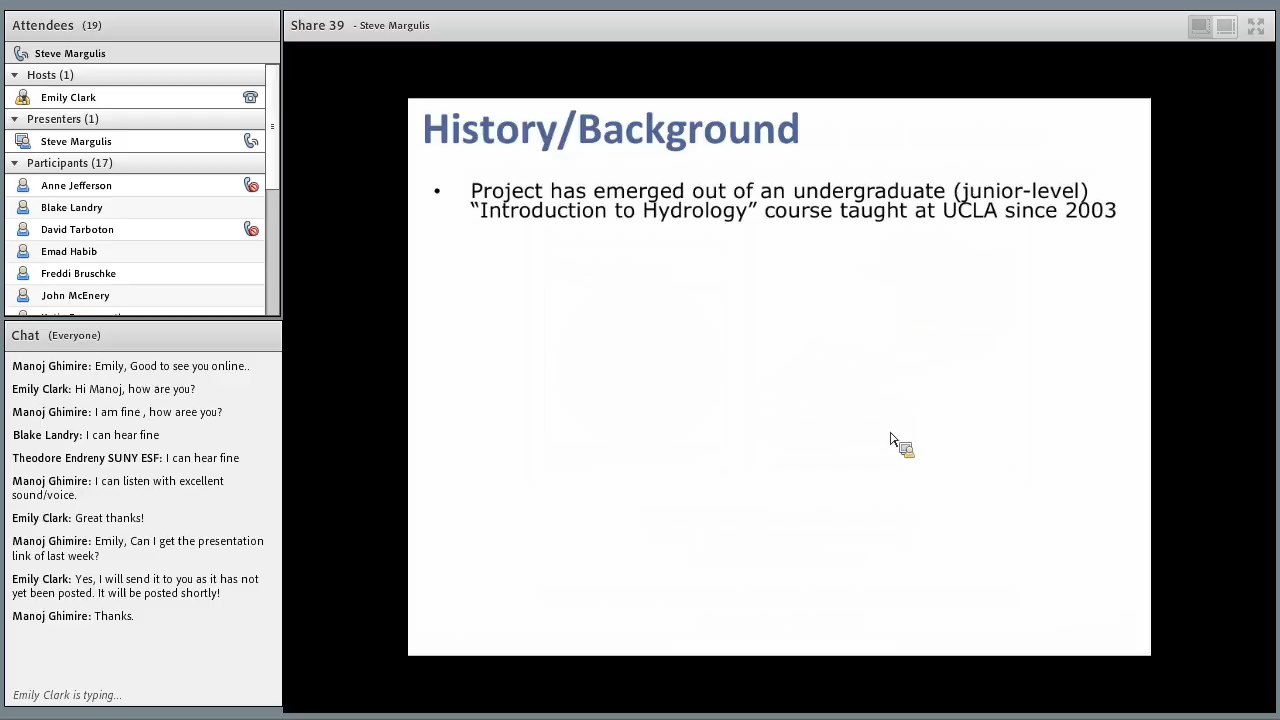 Attendees (19)
Steve Margulis
Hosts (1)
Emily Clark
Presenters (1)
Steve Margulis
Participants (17)
Anne Jefferson
Blake Landry
David Tarboton
Emad Habib
Freddi Bruschke
John McEnery
Chat (Everyone)
Manoj Ghimire: Emily, Good to see you online..
Emily Clark: Hi Manoj, how are you?
Manoj Ghimire: I am fine , how aree you?
Blake Landry: I can hear fine
Theodore Endreny SUNY ESF: I can hear fine
Manoj Ghimire: I can listen with excellent
sound/voice.
Emily Clark: Great thanks!
Manoj Ghimire: Emily, Can I get the presentation
link of last week?
Emily Clark: Yes, I will send it to you as it has not
yet been posted. It will be posted shortly!
Manoj Ghimire: Thanks.
Emily Clark is typing...
Share 39 - Steve Margulis
History/Background
• Project has emerged out of an undergraduate (junior-level)
“Introduction to Hydrology” course taught at UCLA since 2003